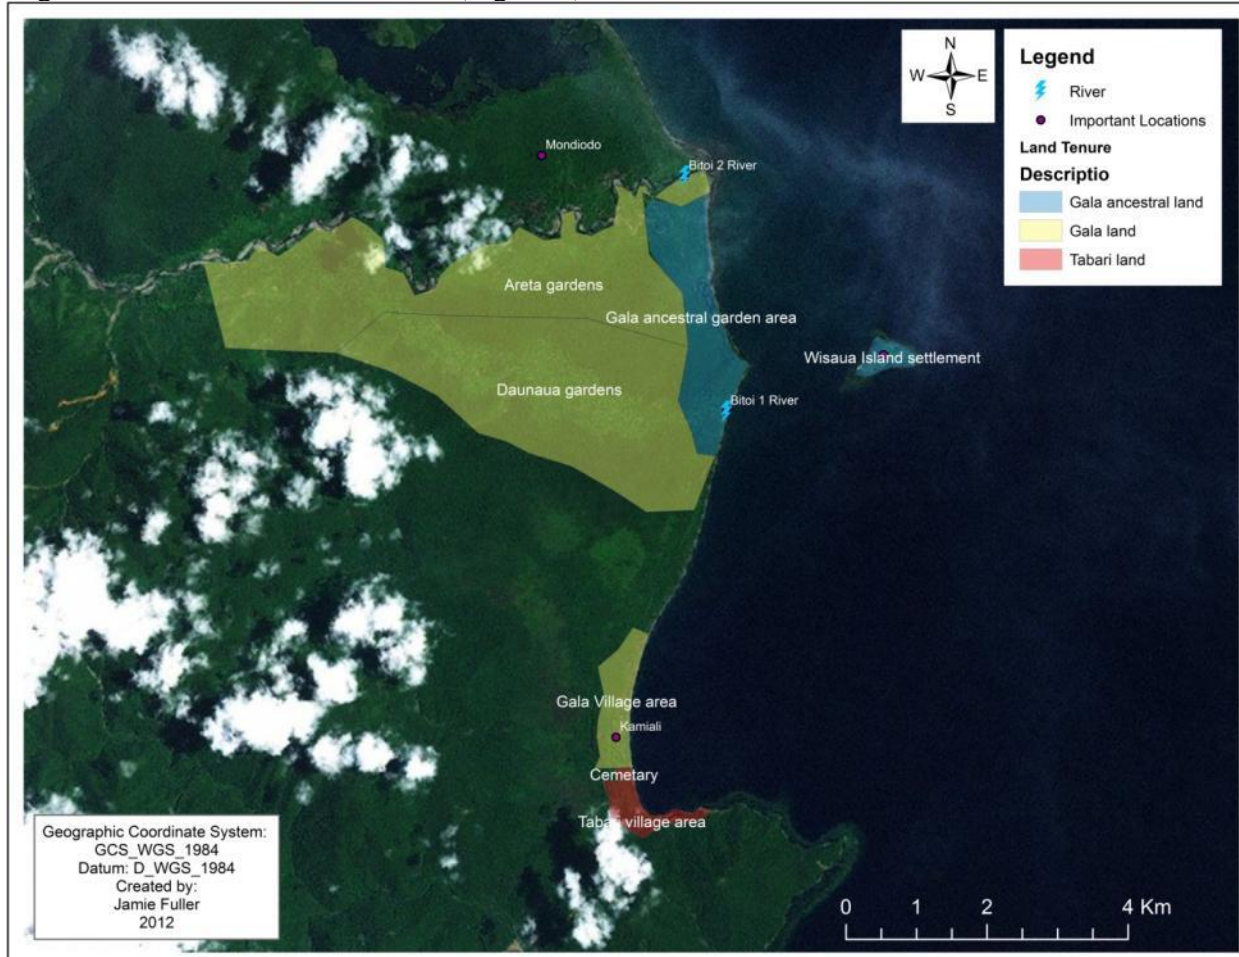 N
W E
S
Legend
River
Important Locations
Land Tenure
Descriptio
Gala ancestral land
Gala land
Tabari land
Mondiodo
Bitoi 2 River
Areta gardens
Gala ancestral garden area
Wisaua Island settlement
Daunaua gardens
Bitoi 1 River
Gala Village area
Kamiali
Cemetary
Tabari village area
Geographic Coordinate System:
GCS_WGS_1984
Datum: D_WGS_1984
Created by:
Jamie Fuller
2012
0 1 2 4 Km